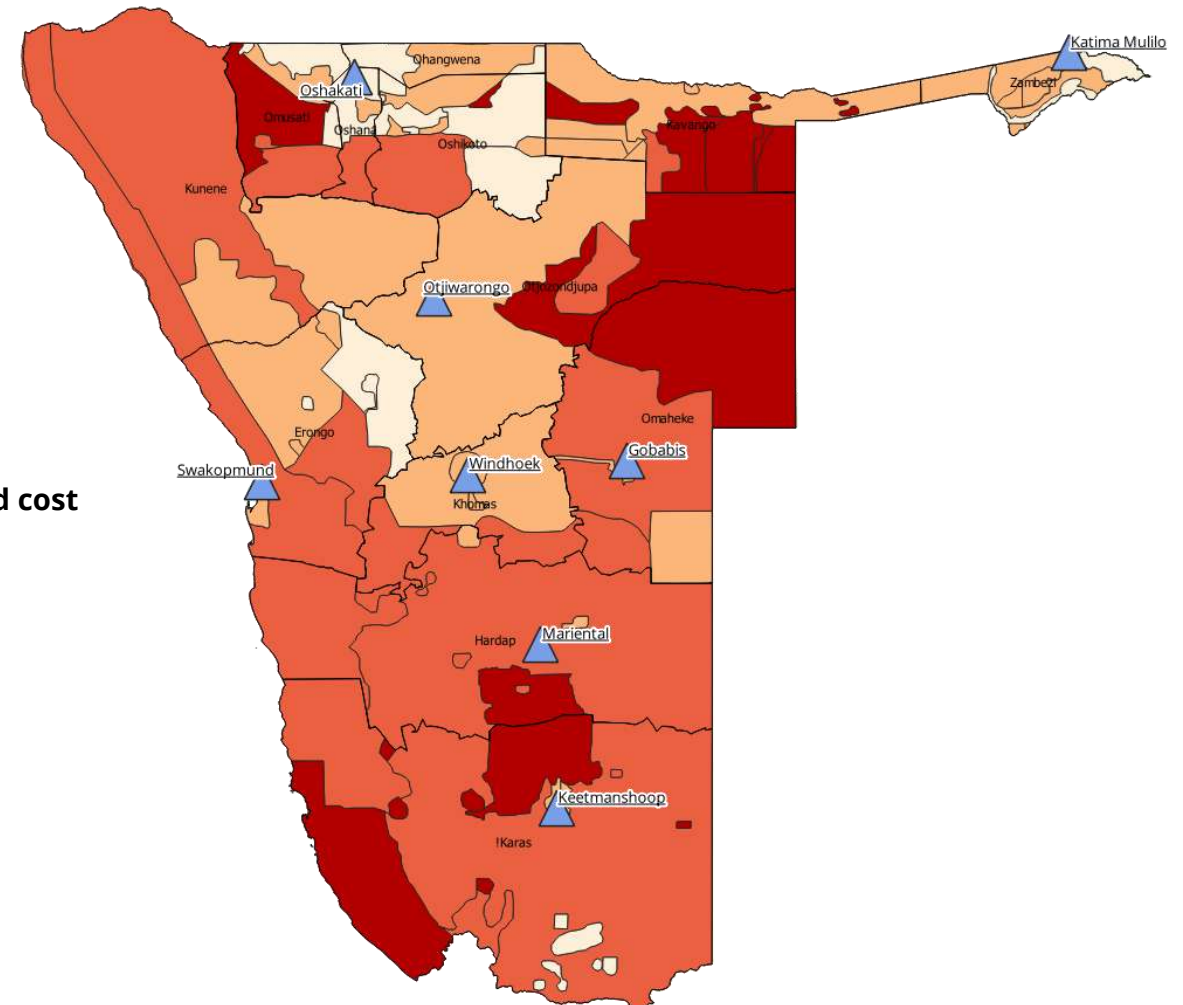 Katima Mulilo
Ohangwena
Zambezi
Oshakati
Omusati
Kavango
Oshana
Oshikoto
Kunene
Otjiwarongo
Otjozondjupa
Omaheke
Erongo
Gobabis
Windhoek
Swakopmund
d cost
Khomas
Mariental
Hardap
Keetmanshoop
!Karas